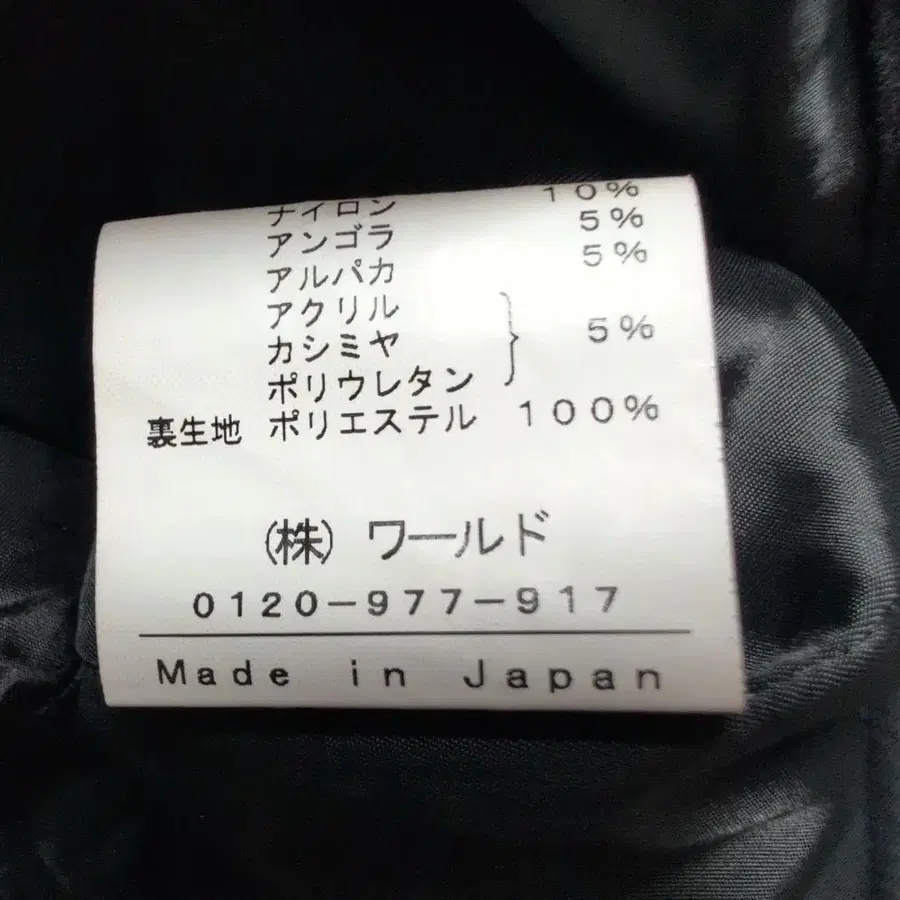 ナイロン 10%
アンゴラ 5%
アルパカ 5%
アクリル
カシミヤ } 5%
ポリウレタン
裏生地 ポリエステル 100%
(株) ワールド
0120-977-917
Made in Japan